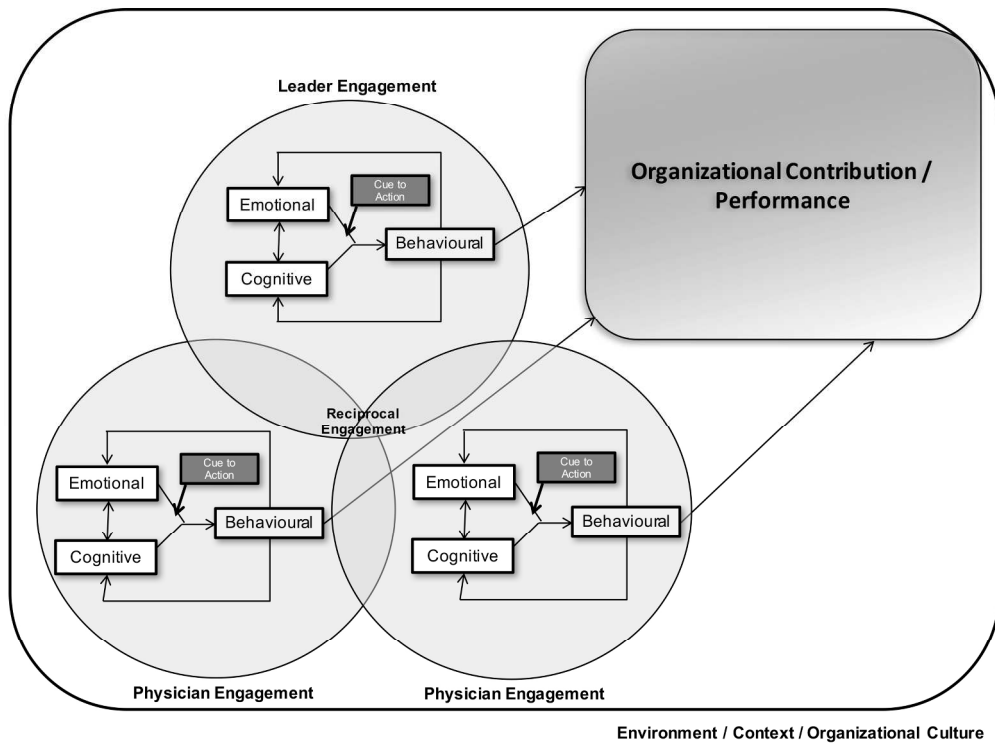 Leader Engagement
Organizational Contribution /
Performance
Cue to
Action
Emotional
Behavioural
Cognitive
Reciprocal
Engagement
Cue to
Action
Emotional
Behavioural
Cognitive
Cue to
Action
Emotional
Behavioural
Cognitive
Physician Engagement
Physician Engagement
Environment / Context / Organizational Culture